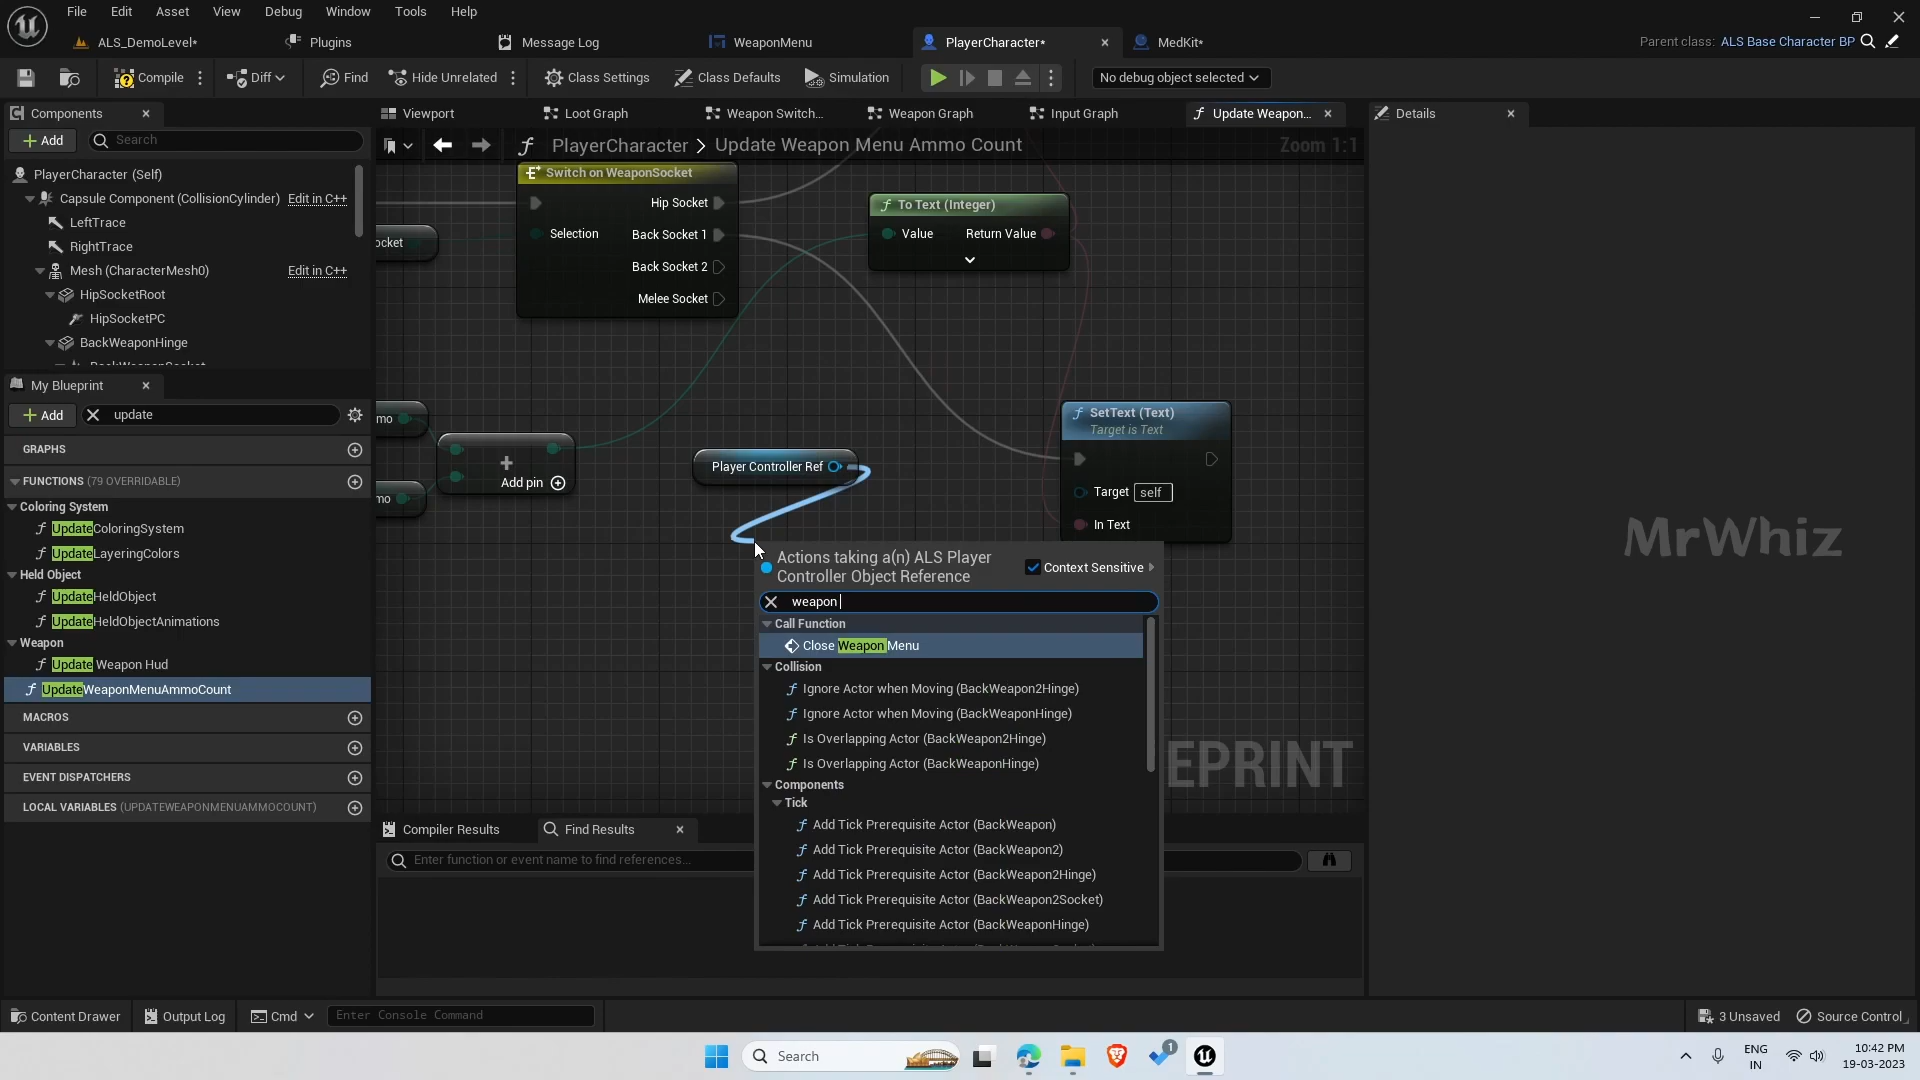 File Edit Asset View Debug Window Tools Help
ALS_DemoLevel* Plugins Message Log WeaponMenu PlayerCharacter* MedKit*
Parent class: ALS Base Character BP
Compile Diff Find Hide Unrelated Class Settings Class Defaults Simulation No debug object selected
Components Viewport Loot Graph Weapon Switch... Weapon Graph Input Graph Update Weapon... Details
Add Search
PlayerCharacter > Update Weapon Menu Ammo Count Zoom 1:1
PlayerCharacter (Self)
Capsule Component (CollisionCylinder) Edit in C++
LeftTrace
RightTrace
Mesh (CharacterMesh0) Edit in C++
HipSocketRoot
HipSocketPC
BackWeaponHinge
My Blueprint
Add update
GRAPHS
FUNCTIONS (79 OVERRIDABLE)
Coloring System
UpdateColoringSystem
UpdateLayeringColors
Held Object
UpdateHeldObject
UpdateHeldObjectAnimations
Weapon
Update Weapon Hud
UpdateWeaponMenuAmmoCount
MACROS
VARIABLES
EVENT DISPATCHERS
LOCAL VARIABLES (UPDATEWEAPONMENUAMMOCOUNT)
Switch on WeaponSocket
Hip Socket
Selection Back Socket 1
Back Socket 2
Melee Socket
ocket
To Text (Integer)
Value Return Value
mo
mo
Add pin
Player Controller Ref
SetText (Text)
Target is Text
Target self
In Text
MrWhiz
EPRINT
Actions taking a(n) ALS Player
Controller Object Reference
Context Sensitive
weapon
Call Function
Close Weapon Menu
Collision
Ignore Actor when Moving (BackWeapon2Hinge)
Ignore Actor when Moving (BackWeaponHinge)
Is Overlapping Actor (BackWeapon2Hinge)
Is Overlapping Actor (BackWeaponHinge)
Components
Tick
Add Tick Prerequisite Actor (BackWeapon)
Add Tick Prerequisite Actor (BackWeapon2)
Add Tick Prerequisite Actor (BackWeapon2Hinge)
Add Tick Prerequisite Actor (BackWeapon2Socket)
Add Tick Prerequisite Actor (BackWeaponHinge)
Compiler Results Find Results
Enter function or event name to find references...
Content Drawer Output Log Cmd Enter Console Command 3 Unsaved Source Control
Search
1
ENG
IN
10:42 PM
19-03-2023